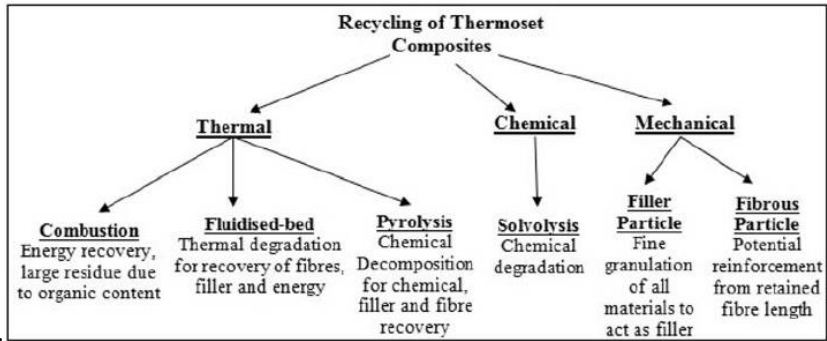 Recycling of Thermoset
Composites
Thermal
Chemical
Mechanical
Combustion
Energy recovery,
large residue due
to organic content
Fluidised-bed
Thermal degradation
for recovery of fibres,
filler and energy
Pyrolysis
Chemical
Decomposition
for chemical,
filler and fibre
recovery
Solvolysis
Chemical
degradation
Filler
Particle
Fine
granulation
of all
materials to
act as filler
Fibrous
Particle
Potential
reinforcement
from retained
fibre length